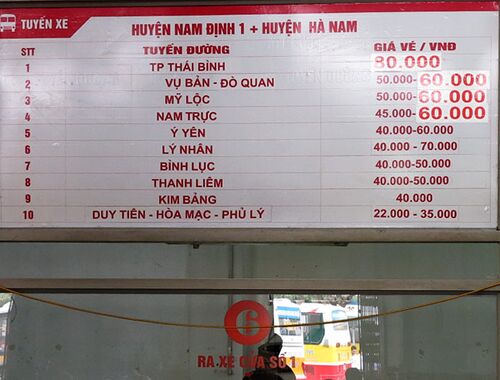 TUYẾN XE HUYỆN NAM ĐỊNH 1 + HUYỆN HÀ NAM
STT TUYẾN ĐƯỜNG GIÁ VÉ / VNĐ
1 TP THÁI BÌNH 80.000
2 VỤ BẢN - ĐÒ QUAN 50.000-60.000
3 MỸ LỘC 50.000-60.000
4 NAM TRỰC 45.000-60.000
5 Ý YÊN 40.000-60.000
6 LÝ NHÂN 40.000 - 70.000
7 BÌNH LỤC 40.000-50.000
8 THANH LIÊM 40.000-50.000
9 KIM BẢNG 40.000
10 DUY TIÊN - HÒA MẠC - PHỦ LÝ 22.000 - 35.000
6
RA XE CỬA SỐ 1